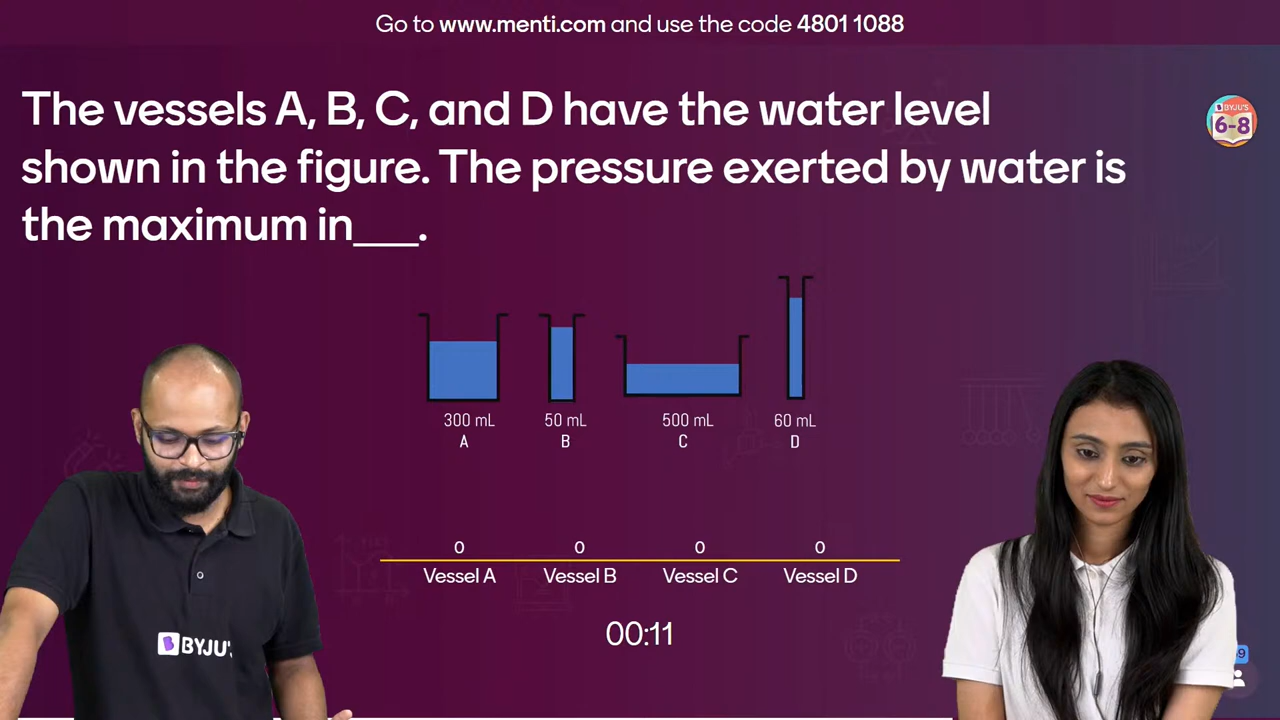 Go to www.menti.com and use the code 4801 1088
The vessels A, B, C, and D have the water level
shown in the figure. The pressure exerted by water is
the maximum in___.
BYJU'S
6-8
300 mL
50 mL
500 mL
60 mL
A
B
C
D
0
0
0
0
Vessel A
Vessel B
Vessel C
Vessel D
00:11
BYJU'S